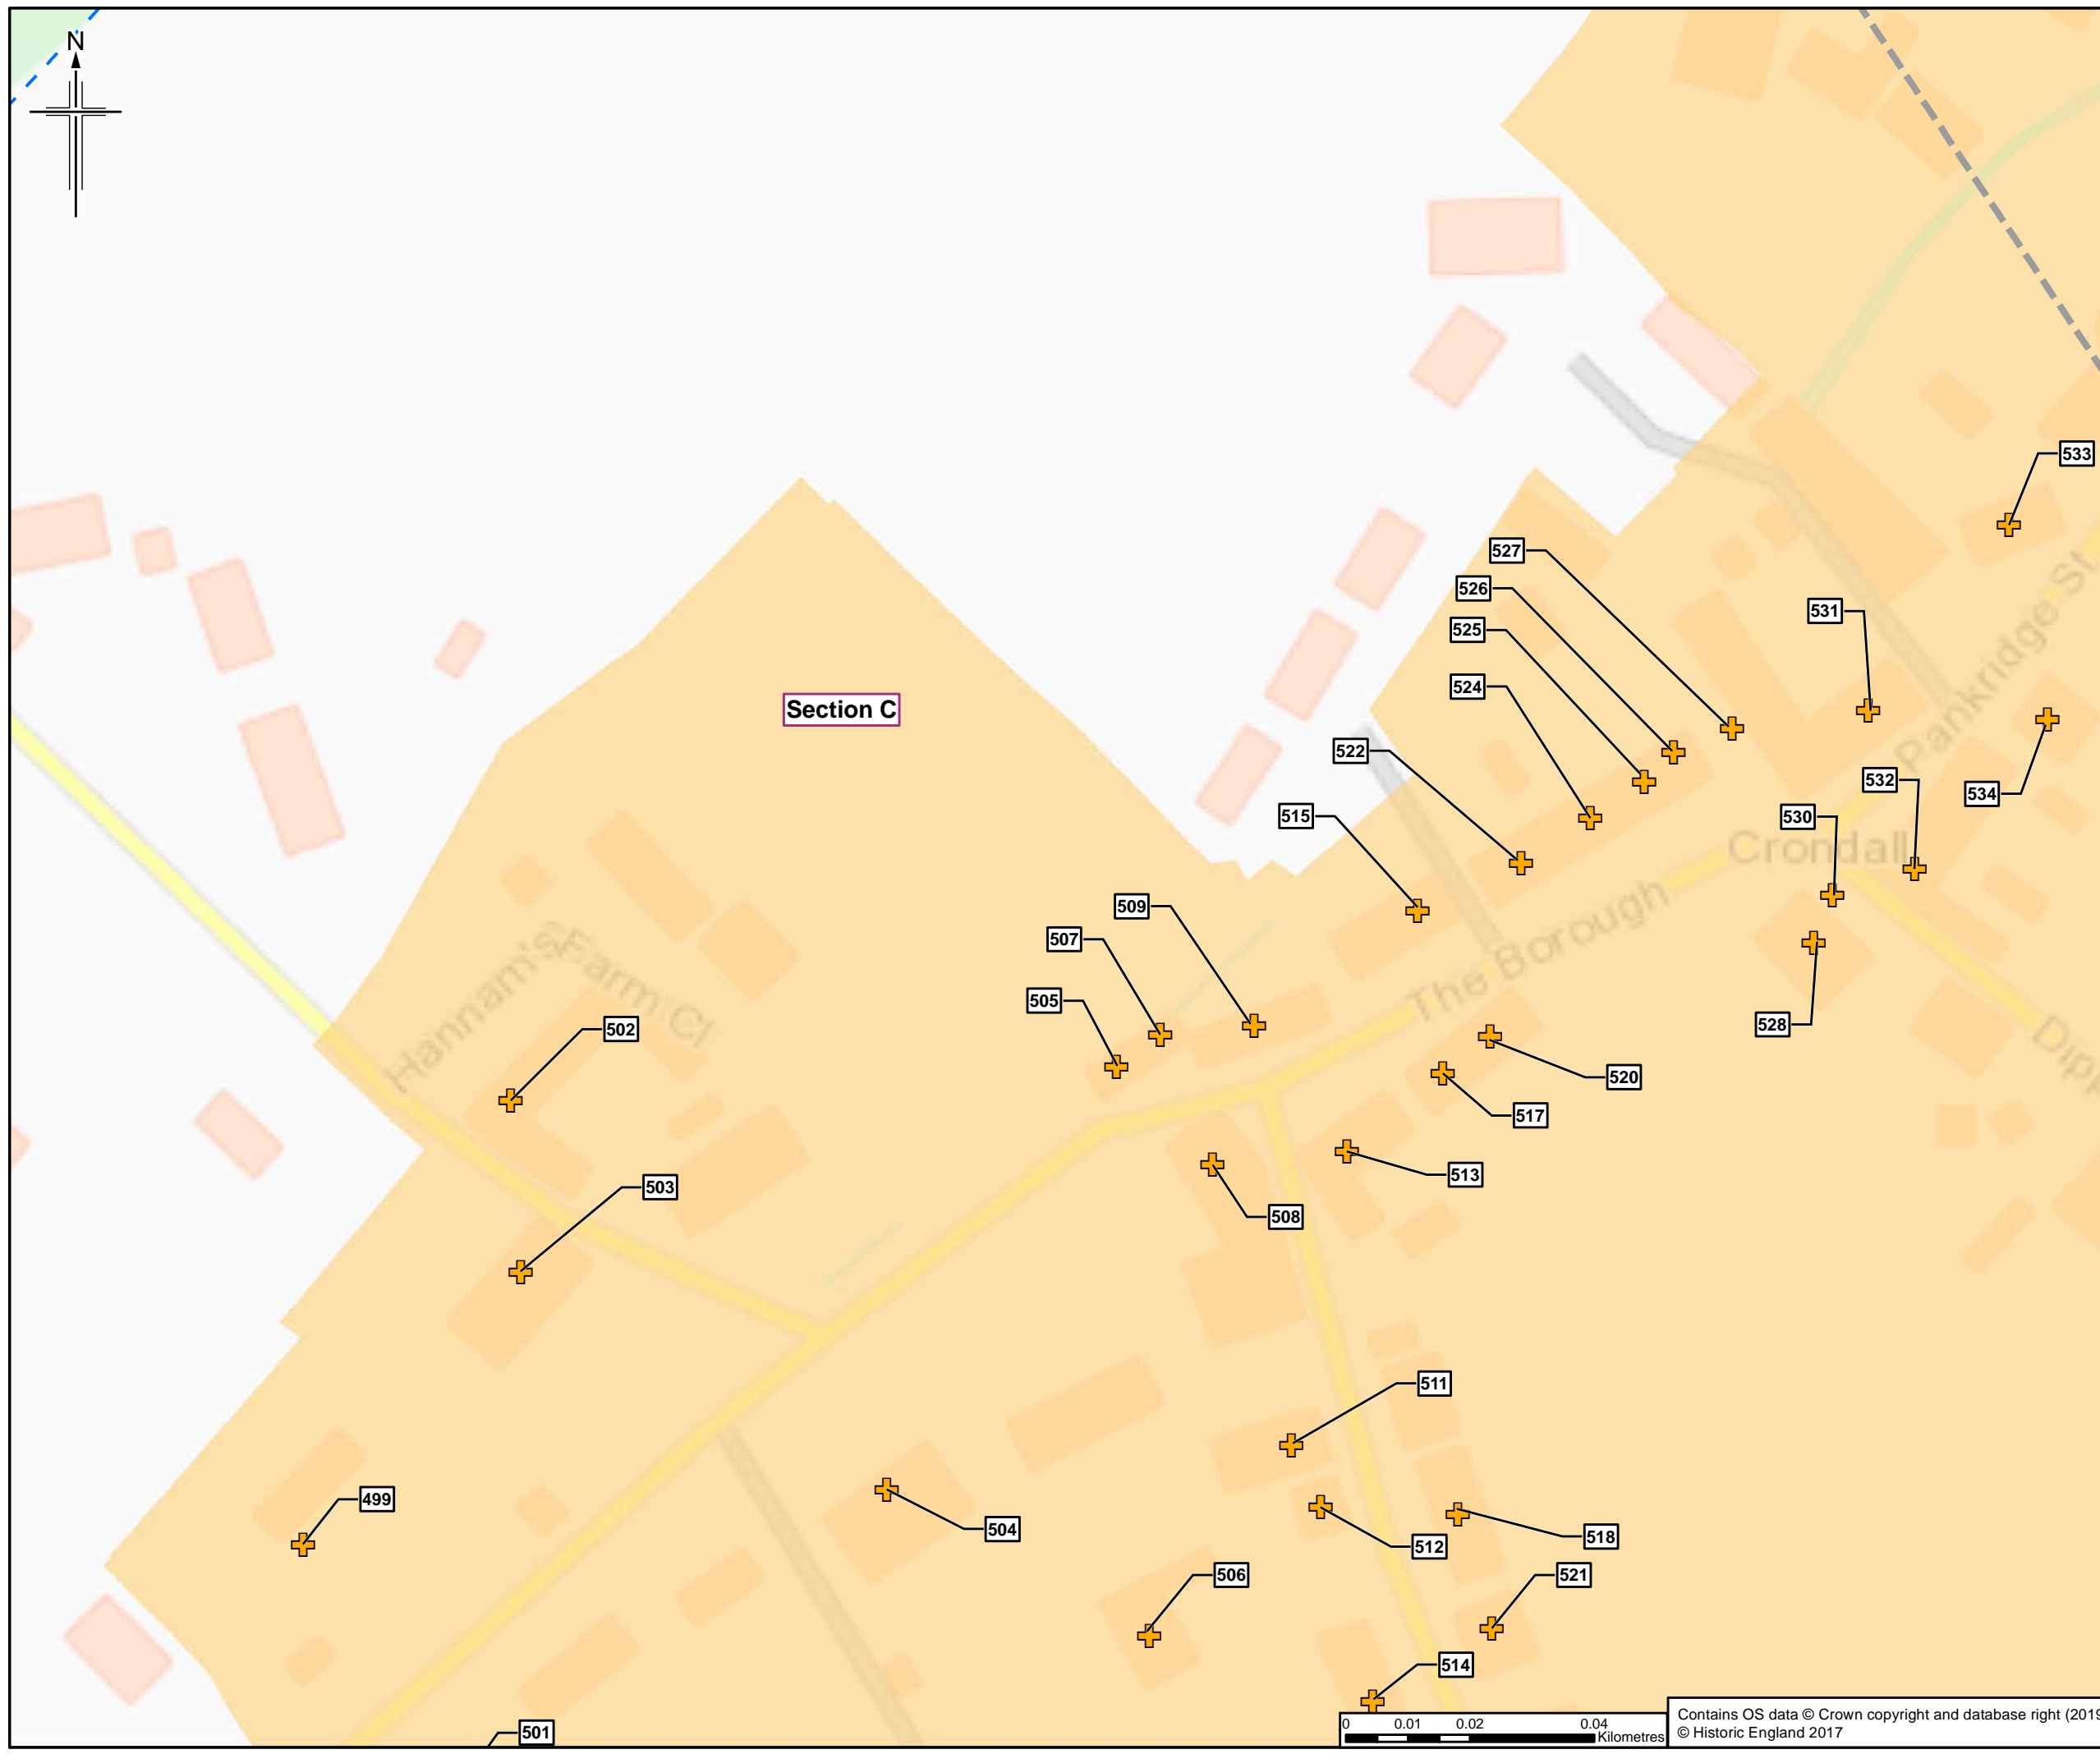 N
533
527
526
531
525
524
Section C
Pankridge St
522
532
534
515
530
Crondall
509
The Borough
507
Hannam's
Farm Cl
505
528
502
Dipp
520
517
513
503
508
511
499
504
512
518
506
521
514
501
0 0.01 0.02 0.04
Kilometres
Contains OS data © Crown copyright and database right (2019
© Historic England 2017